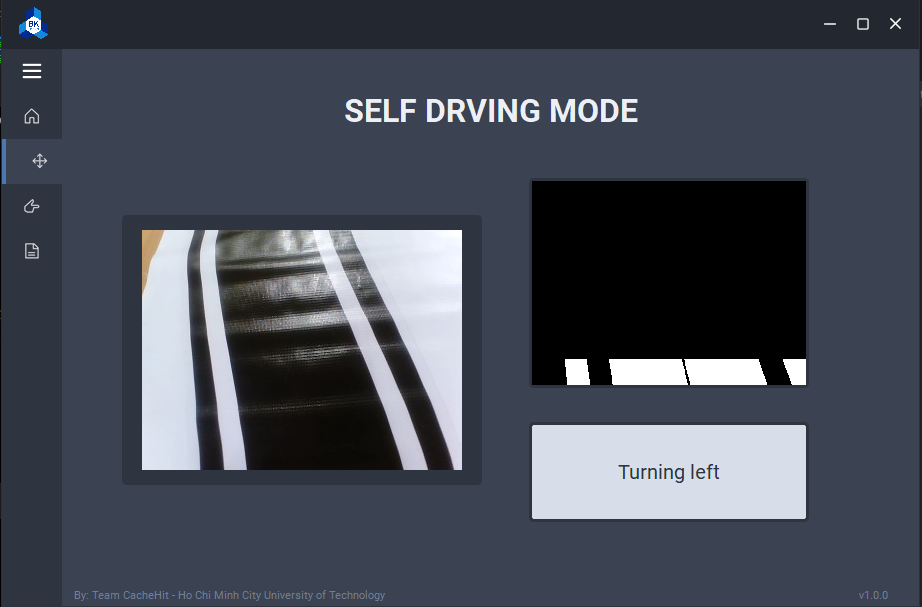 BK
SELF DRVING MODE
Turning left
By: Team CacheHit - Ho Chi Minh City University of Technology
v1.0.0